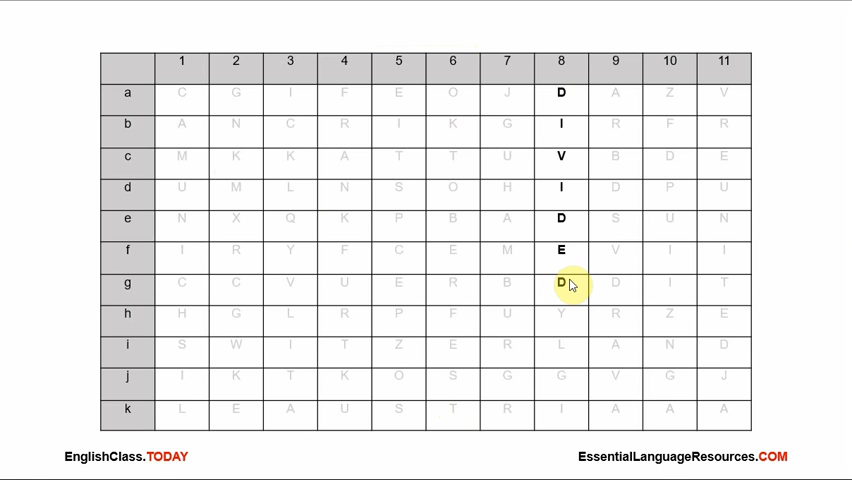 1 2 3 4 5 6 7 8 9 10 11
a C G I F E O J D A Z V
b A N C R I K G I R F R
c M K K A T T U V B D E
d U M L N S O H I D P U
e N X Q K P B A D S U N
f I R Y F C E M E V I I
g C C V U E R B D D I T
h H G L R P F U Y R Z E
i S W I T Z E R L A N D
j I K T K O S G G V G J
k L E A U S T R I A A A
EnglishClass.TODAY EssentialLanguageResources.COM